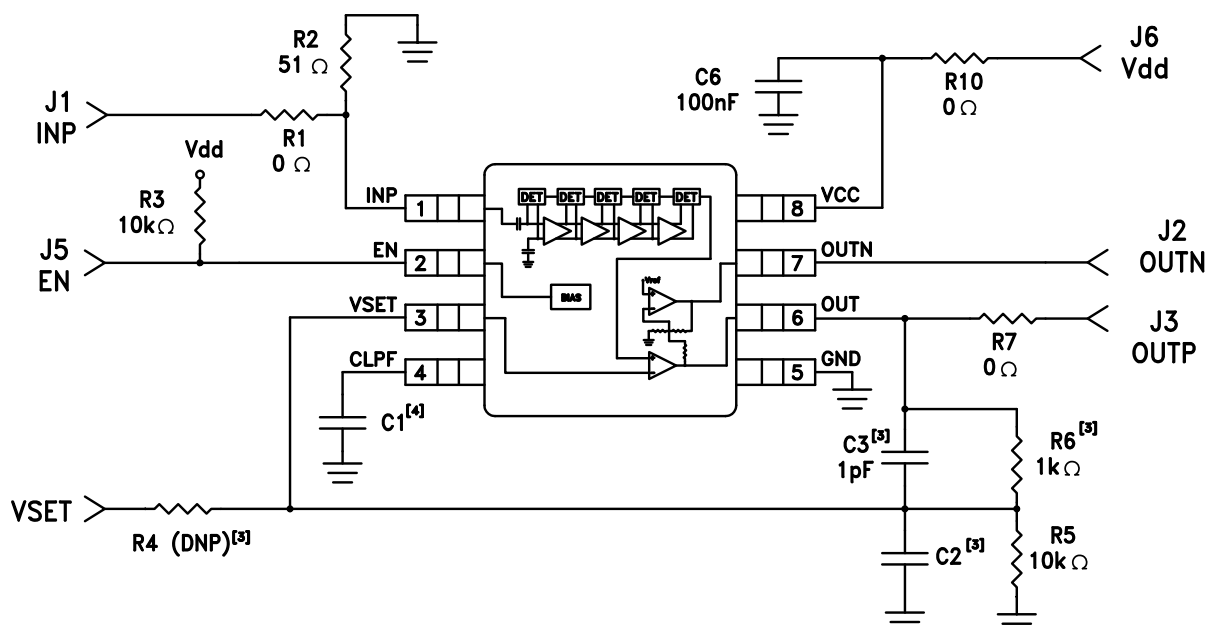 R2
51 Ω
J1
INP
R1
0 Ω
Vdd
R3
10kΩ
J5
EN
C6
100nF
R10
0 Ω
J6
Vdd
INP
1
EN
2
VSET
3
CLPF
4
C1[4]
DET DET DET DET DET
BIAS
Vref
VCC
8
OUTN
7
OUT
6
GND
5
J2
OUTN
R7
0 Ω
J3
OUTP
C3[3]
1pF
R6[3]
1kΩ
VSET
R4 (DNP)[3]
C2[3]
R5
10kΩ